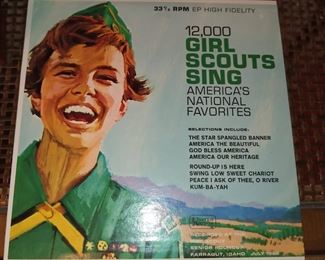 33⅓ RPM EP HIGH FIDELITY
12,000
GIRL
SCOUTS
SING
AMERICA'S
NATIONAL
FAVORITES
SELECTIONS INCLUDE:
THE STAR SPANGLED BANNER
AMERICA THE BEAUTIFUL
GOD BLESS AMERICA
AMERICA OUR HERITAGE
ROUND-UP IS HERE
SWING LOW SWEET CHARIOT
PEACE I ASK OF THEE, O RIVER
KUM-BA-YAH
SENIOR
FARRAGUT, IDAHO JULY